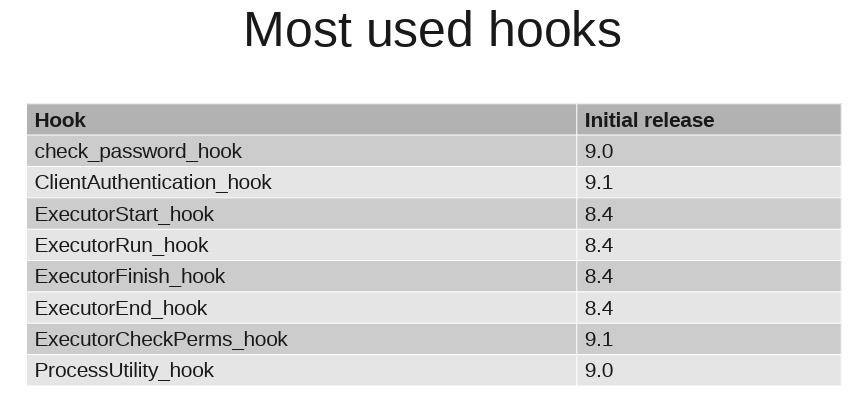 Most used hooks
Hook Initial release
check_password_hook 9.0
ClientAuthentication_hook 9.1
ExecutorStart_hook 8.4
ExecutorRun_hook 8.4
ExecutorFinish_hook 8.4
ExecutorEnd_hook 8.4
ExecutorCheckPerms_hook 9.1
ProcessUtility_hook 9.0